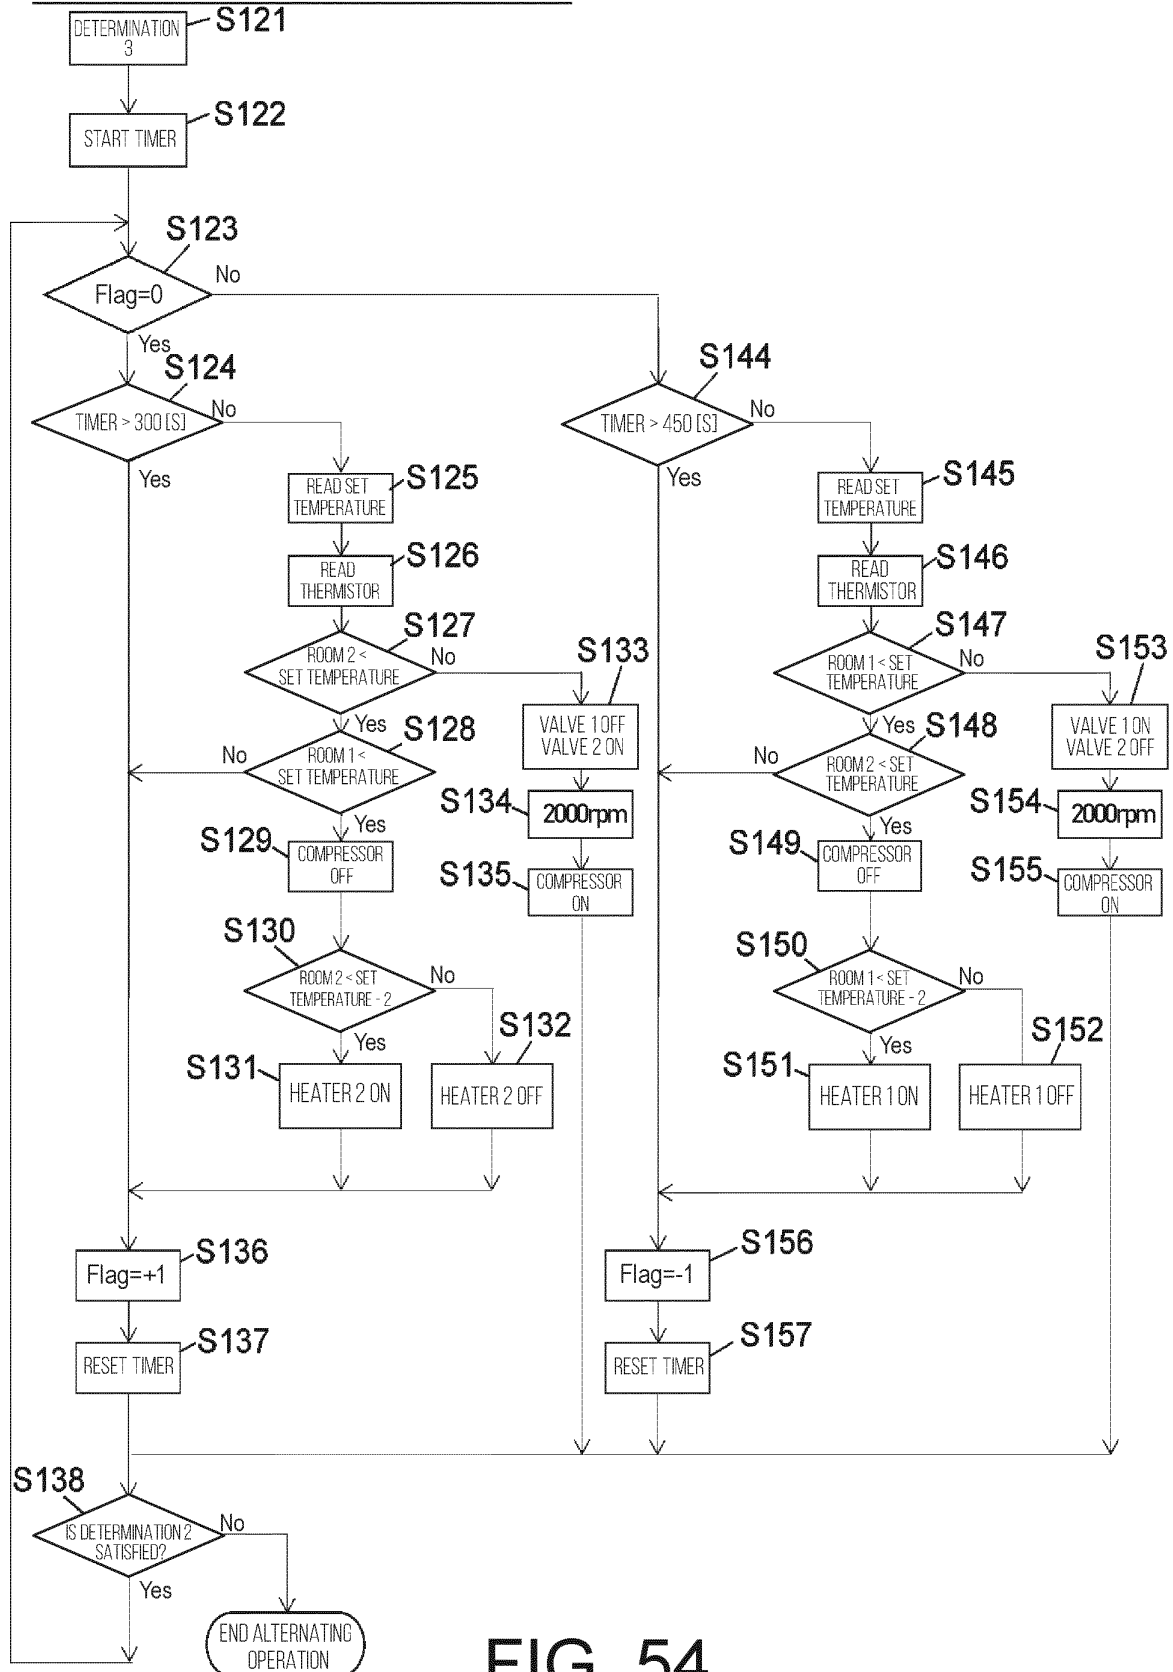 DETERMINATION
3
S121
START TIMER
S122
S123
Flag=0
No
Yes
S124
TIMER > 300 [S]
No
Yes
S125
READ SET
TEMPERATURE
S126
READ
THERMISTOR
S127
ROOM 2 <
SET TEMPERATURE
No
Yes
S128
ROOM 1 <
SET TEMPERATURE
No
Yes
S129
COMPRESSOR
OFF
S130
ROOM 2 < SET
TEMPERATURE - 2
No
Yes
S131
HEATER 2 ON
S132
HEATER 2 OFF
S133
VALVE 1 OFF
VALVE 2 ON
S134
2000rpm
S135
COMPRESSOR
ON
S136
Flag=+1
S137
RESET TIMER
S138
IS DETERMINATION 2
SATISFIED?
No
Yes
END ALTERNATING
OPERATION
S144
TIMER > 450 [S]
No
Yes
S145
READ SET
TEMPERATURE
S146
READ
THERMISTOR
S147
ROOM 1 < SET
TEMPERATURE
No
Yes
S148
ROOM 2 < SET
TEMPERATURE
No
Yes
S149
COMPRESSOR
OFF
S150
ROOM 1 < SET
TEMPERATURE - 2
No
Yes
S151
HEATER 1 ON
S152
HEATER 1 OFF
S153
VALVE 1 ON
VALVE 2 OFF
S154
2000rpm
S155
COMPRESSOR
ON
S156
Flag=-1
S157
RESET TIMER
FIG. 54